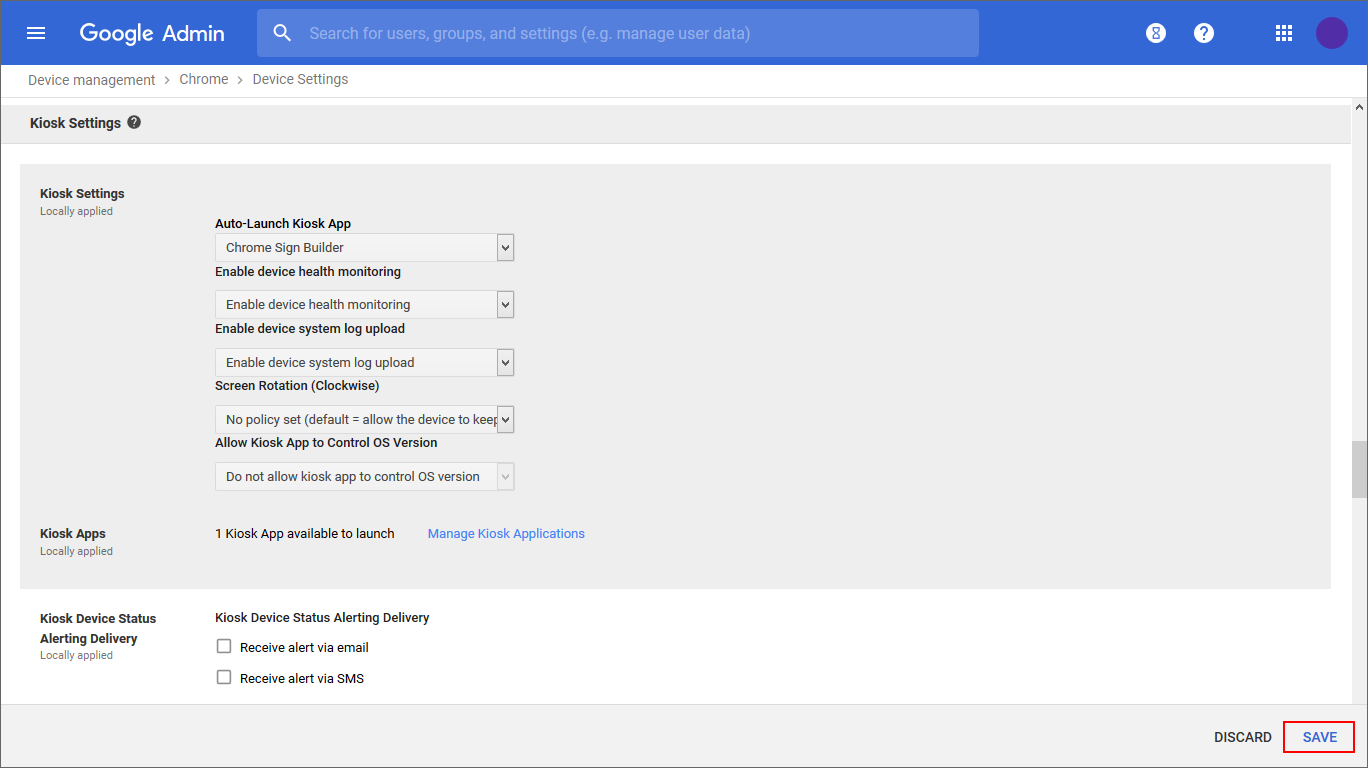 Google Admin
Search for users, groups, and settings (e.g. manage user data)
Device management > Chrome > Device Settings
Kiosk Settings
Kiosk Settings
Locally applied
Auto-Launch Kiosk App
Chrome Sign Builder
Enable device health monitoring
Enable device health monitoring
Enable device system log upload
Enable device system log upload
Screen Rotation (Clockwise)
No policy set (default = allow the device to keep
Allow Kiosk App to Control OS Version
Do not allow kiosk app to control OS version
Kiosk Apps
Locally applied
1 Kiosk App available to launch
Manage Kiosk Applications
Kiosk Device Status
Alerting Delivery
Locally applied
Kiosk Device Status Alerting Delivery
Receive alert via email
Receive alert via SMS
DISCARD
SAVE